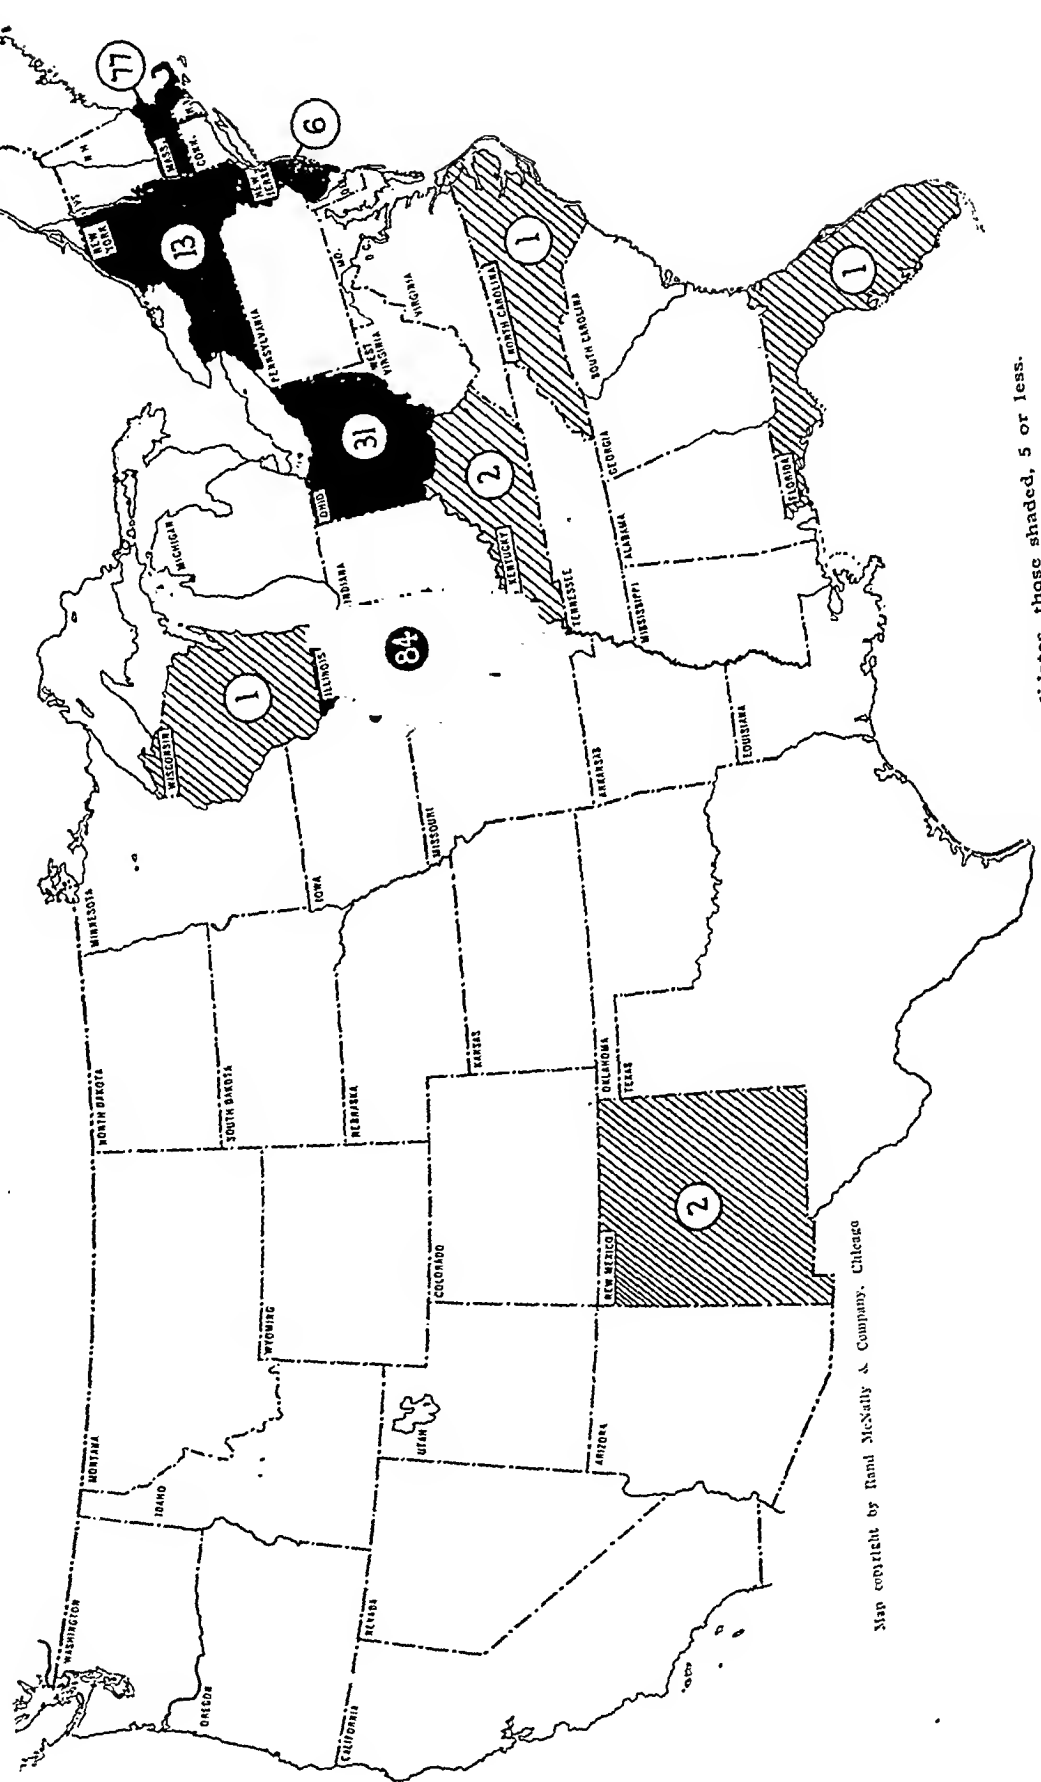 WASHINGTON
OREGON
CALIFORNIA
NEVADA
IDAHO
MONTANA
WYOMING
UTAH
ARIZONA
COLORADO
NEW MEXICO
2
NORTH DAKOTA
SOUTH DAKOTA
NEBRASKA
KANSAS
OKLAHOMA
TEXAS
MINNESOTA
IOWA
MISSOURI
ARKANSAS
LOUISIANA
WISCONSIN
1
ILLINOIS
84
MICHIGAN
INDIANA
OHIO
31
KENTUCKY
2
TENNESSEE
MISSISSIPPI
ALABAMA
GEORGIA
FLORIDA
1
SOUTH CAROLINA
NORTH CAROLINA
1
VIRGINIA
WEST
VIRGINIA
PENNSYLVANIA
MD.
NEW
YORK
13
VT
N H
MASS.
77
CONN.
NEW
JERSEY
6
Map copyright by Rand McNally & Company, Chicago
those shaded, 5 or less.